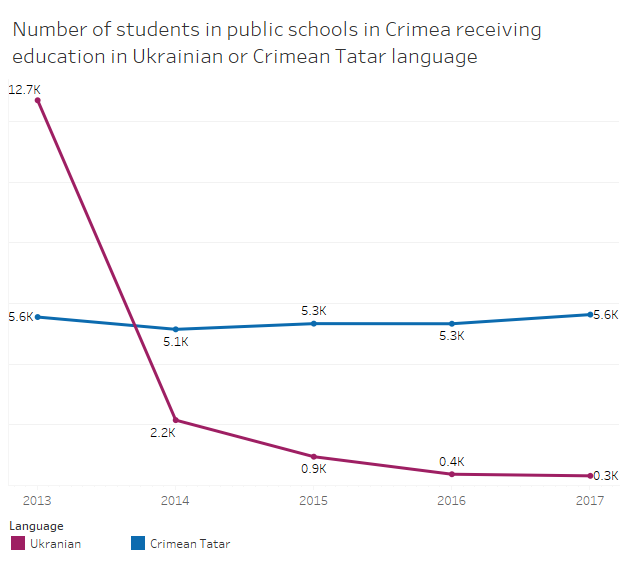 Number of students in public schools in Crimea receiving
education in Ukrainian or Crimean Tatar language
12.7K
5.6K
5.1K
5.3K
5.3K
5.6K
2.2K
0.9K
0.4K
0.3K
2013 2014 2015 2016 2017
Language
Ukranian Crimean Tatar